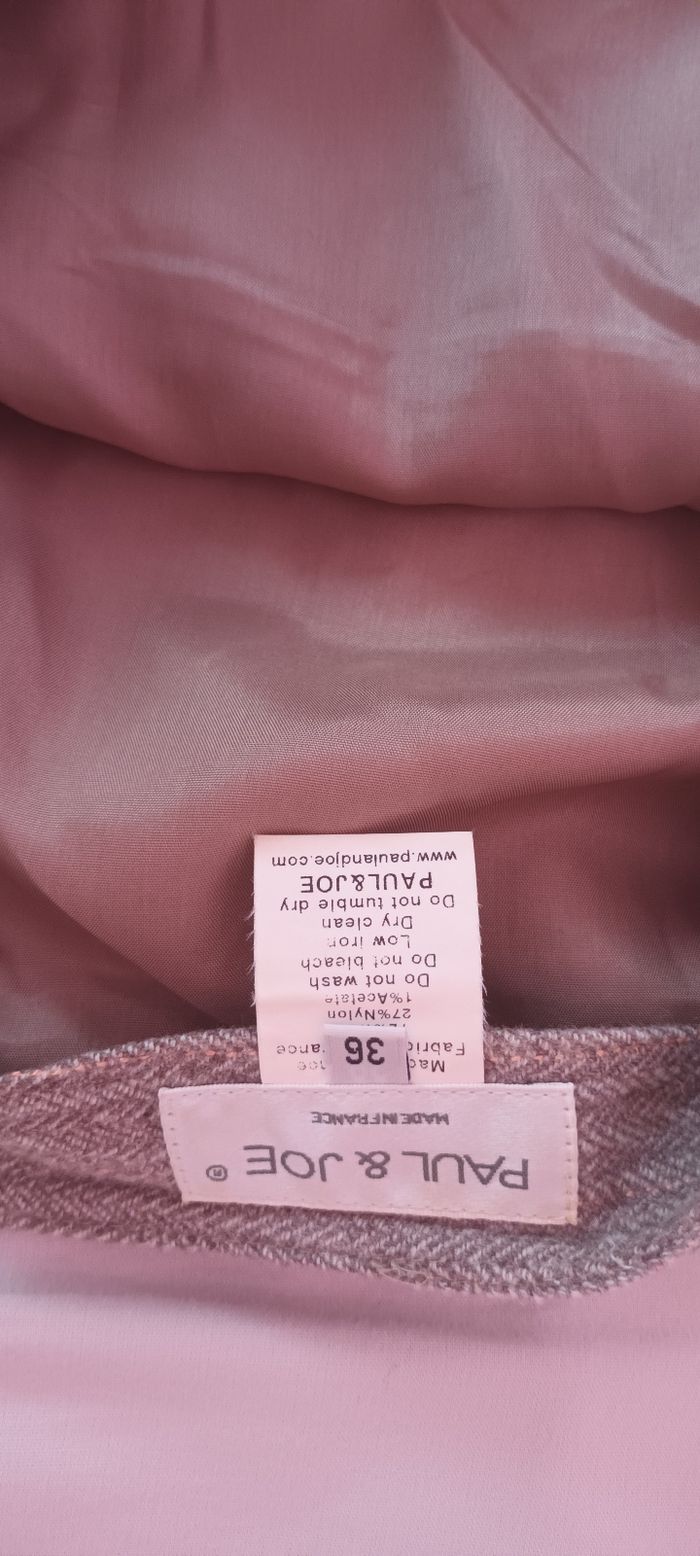 PAUL & JOE ®
MADE IN FRANCE
36
27%Nylon
1%Acetate
Do not wash
Do not bleach
Low iron
Dry clean
Do not tumble dry
PAUL&JOE
www.paulandjoe.com